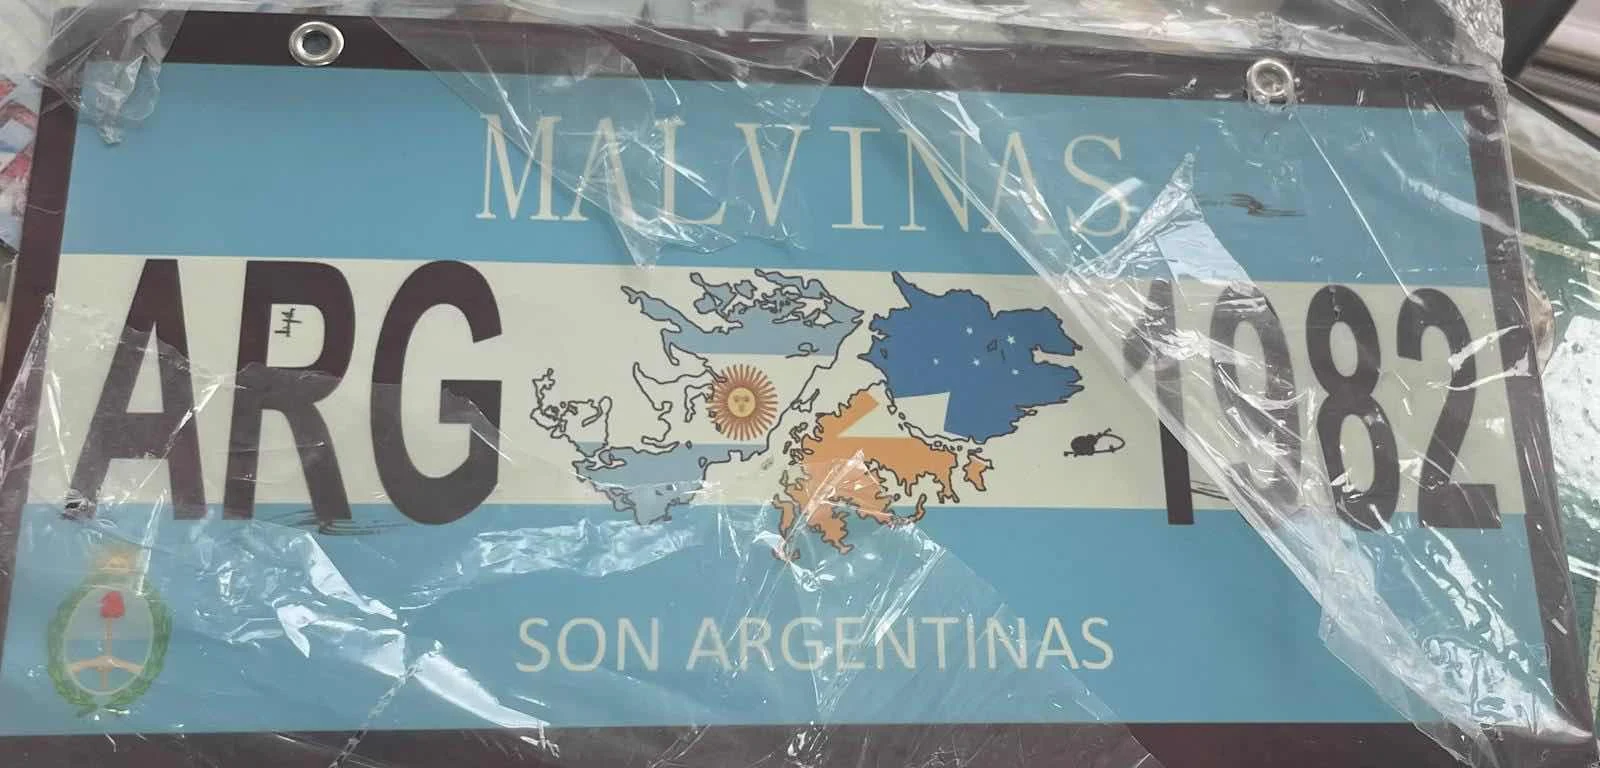 MALVINAS
ARG 1982
SON ARGENTINAS